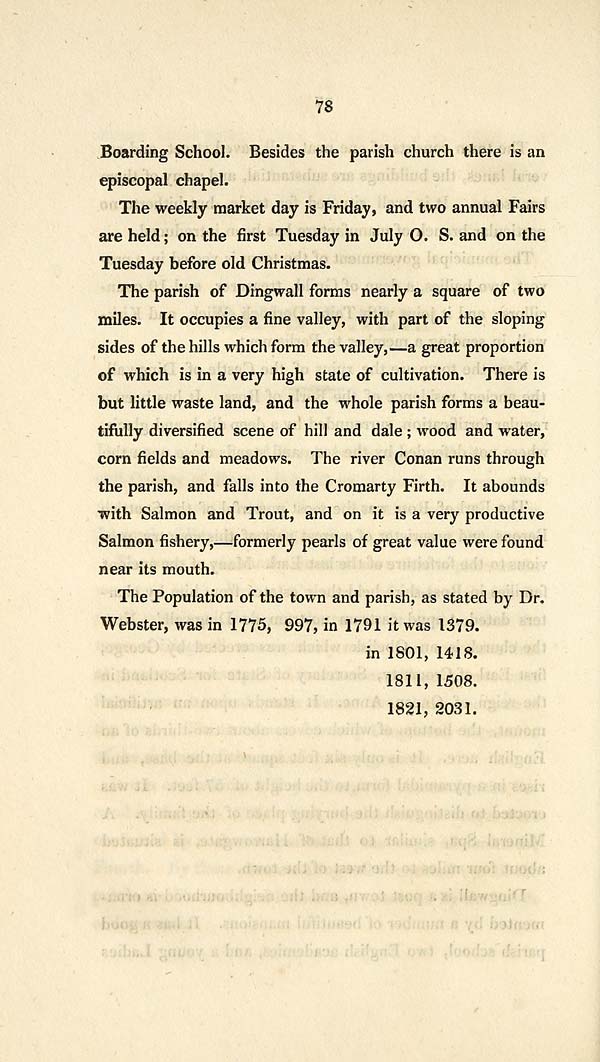 78
Boarding School. Besides the parish church there is an
episcopal chapel.
The weekly market day is Friday, and two annual Fairs
are held; on the first Tuesday in July O. S. and on the
Tuesday before old Christmas.
The parish of Dingwall forms nearly a square of two
miles. It occupies a fine valley, with part of the sloping
sides of the hills which form the valley,—a great proportion
of which is in a very high state of cultivation. There is
but little waste land, and the whole parish forms a beau-
tifully diversified scene of hill and dale; wood and water,
corn fields and meadows. The river Conan runs through
the parish, and falls into the Cromarty Firth. It abounds
with Salmon and Trout, and on it is a very productive
Salmon fishery,—formerly pearls of great value were found
near its mouth.
The Population of the town and parish, as stated by Dr.
Webster, was in 1775, 997, in 1791 it was 1379.
in 1801, 1418.
1811, 1508.
1821, 2031.